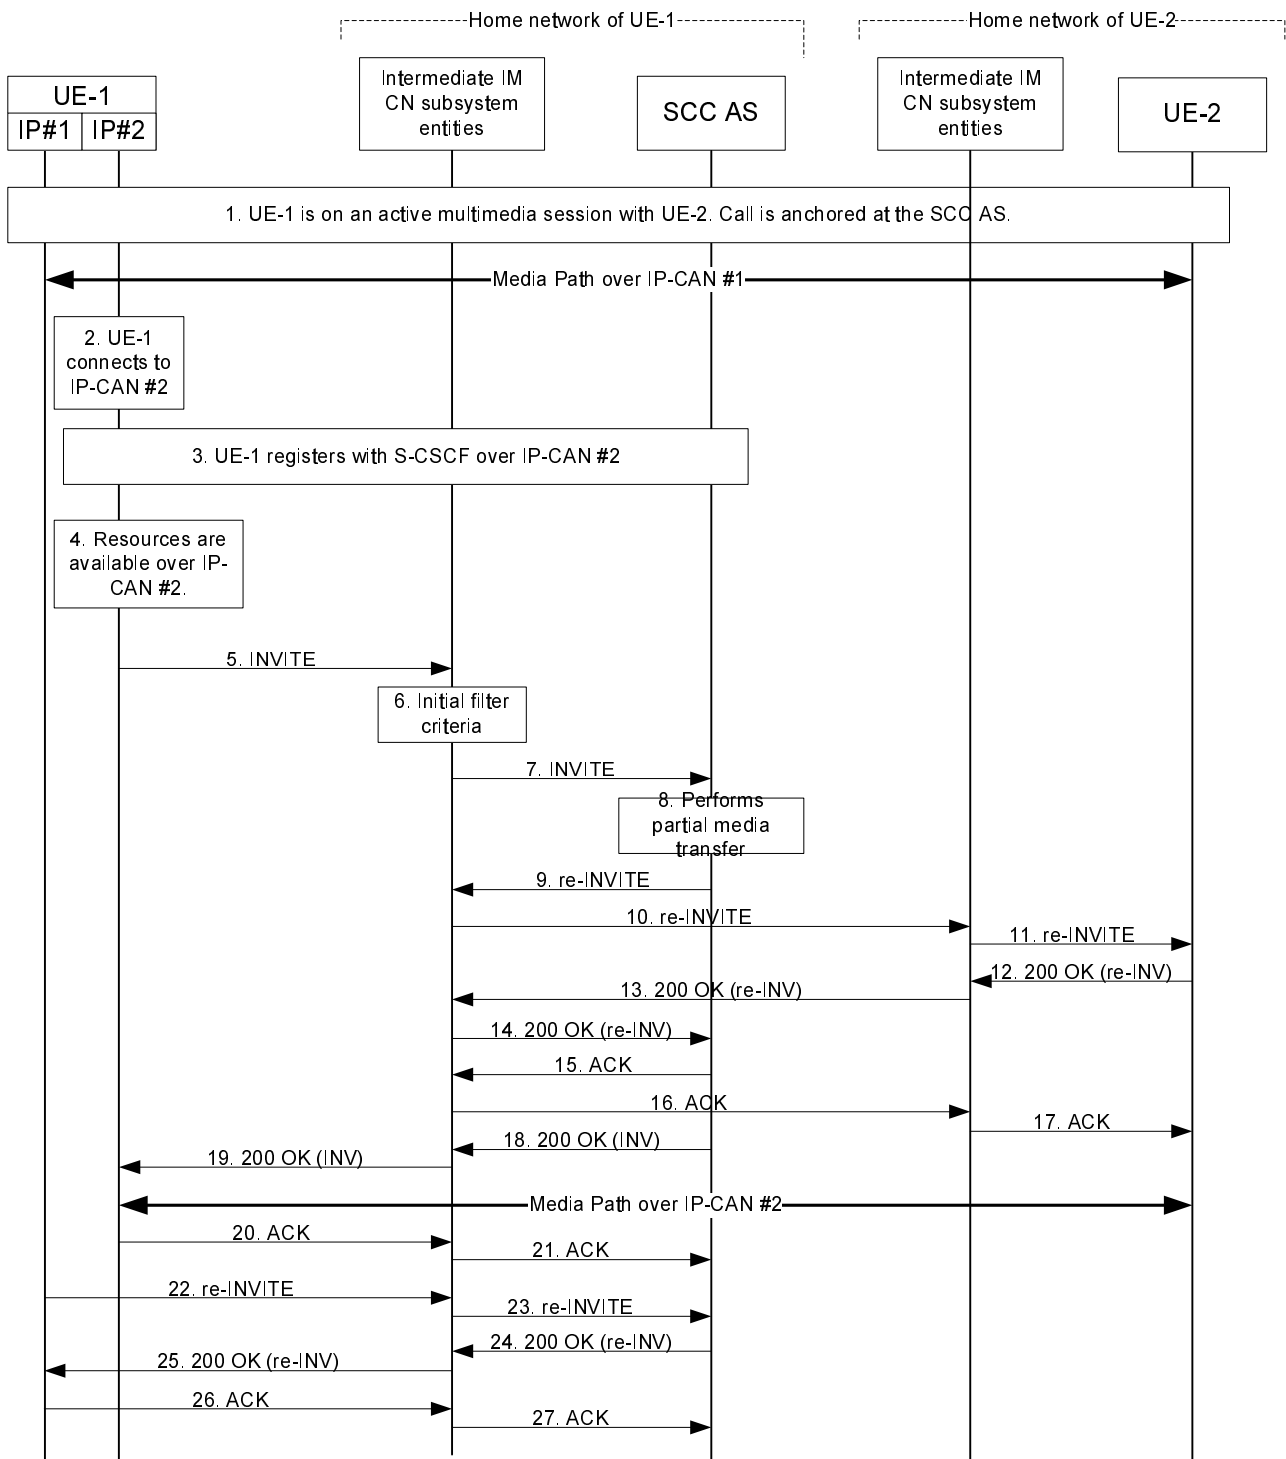 Home network of UE-1
Home network of UE-2
UE-1
IP#1
IP#2
Intermediate IM
CN subsystem
entities
SCC AS
Intermediate IM
CN subsystem
entities
UE-2
1. UE-1 is on an active multimedia session with UE-2. Call is anchored at the SCC AS.
Media Path over IP-CAN #1
2. UE-1
connects to
IP-CAN #2
3. UE-1 registers with S-CSCF over IP-CAN #2
4. Resources are
available over IP-
CAN #2.
5. INVITE
6. Initial filter
criteria
7. INVITE
8. Performs
partial media
transfer
9. re-INVITE
10. re-INVITE
11. re-INVITE
12. 200 OK (re-INV)
13. 200 OK (re-INV)
14. 200 OK (re-INV)
15. ACK
16. ACK
17. ACK
18. 200 OK (INV)
19. 200 OK (INV)
Media Path over IP-CAN #2
20. ACK
21. ACK
22. re-INVITE
23. re-INVITE
24. 200 OK (re-INV)
25. 200 OK (re-INV)
26. ACK
27. ACK